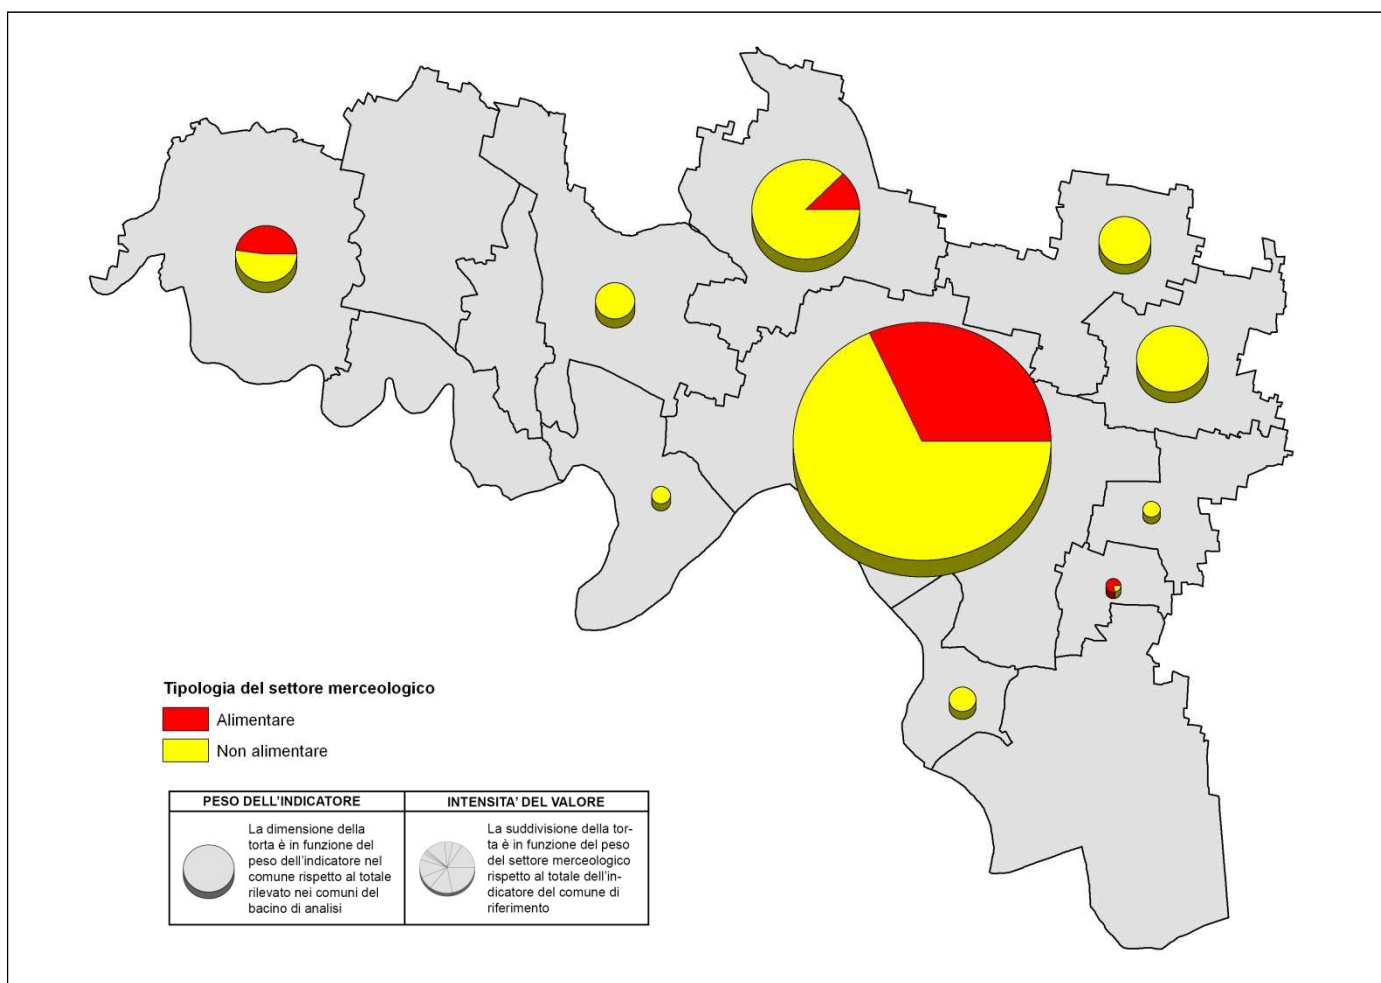 Tipologia del settore merceologico
Alimentare
Non alimentare
PESO DELL'INDICATORE
La dimensione della
torta è in funzione del
peso dell'indicatore nel
comune rispetto al totale
rilevato nei comuni del
bacino di analisi
INTENSITA' DEL VALORE
La suddivisione della tor-
ta è in funzione del peso
del settore merceologico
rispetto al totale dell'in-
dicatore del comune di
riferimento